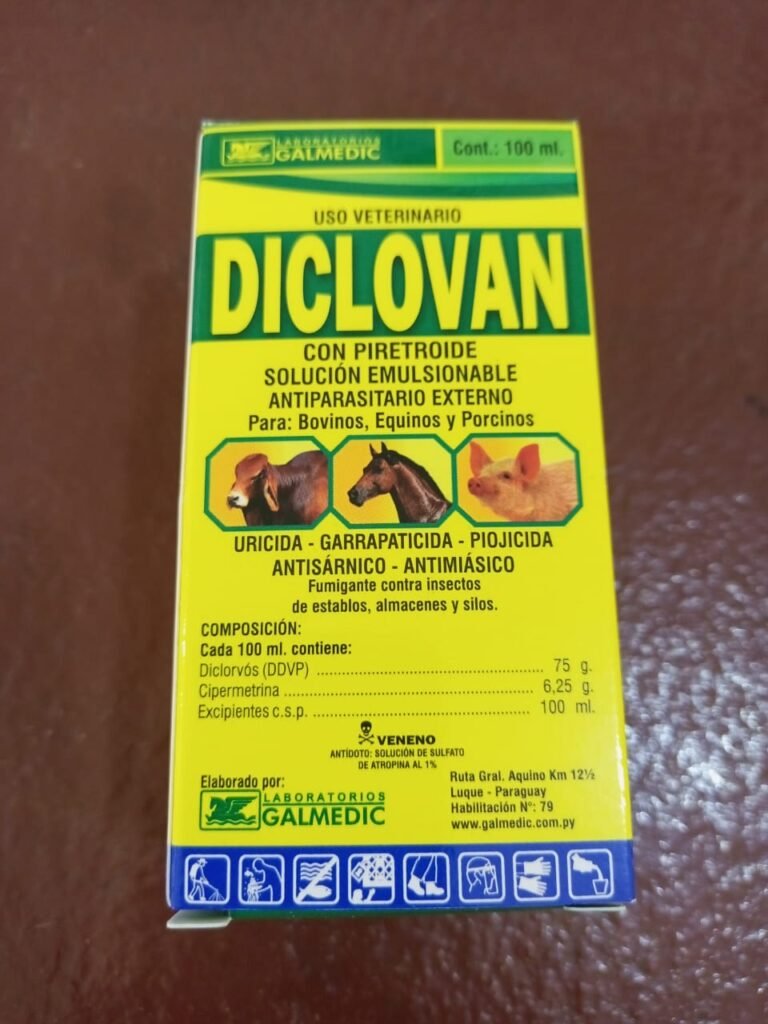 LABORATORIOS
GALMEDIC
Cont.: 100 ml.
USO VETERINARIO
DICLOVAN
CON PIRETROIDE
SOLUCIÓN EMULSIONABLE
ANTIPARASITARIO EXTERNO
Para: Bovinos, Equinos y Porcinos
URICIDA - GARRAPATICIDA - PIOJICIDA
ANTISÁRNICO - ANTIMIÁSICO
Fumigante contra insectos
de establos, almacenes y silos.
COMPOSICIÓN:
Cada 100 ml. contiene:
Diclorvós (DDVP) ........................................ 75 g.
Cipermetrina ........................................ 6,25 g.
Excipientes c.s.p. ........................................ 100 ml.
VENENO
ANTÍDOTO: SOLUCIÓN DE SULFATO
DE ATROPINA AL 1%
Elaborado por:
LABORATORIOS
GALMEDIC
Ruta Gral. Aquino Km 12½
Luque - Paraguay
Habilitación Nº: 79
www.galmedic.com.py